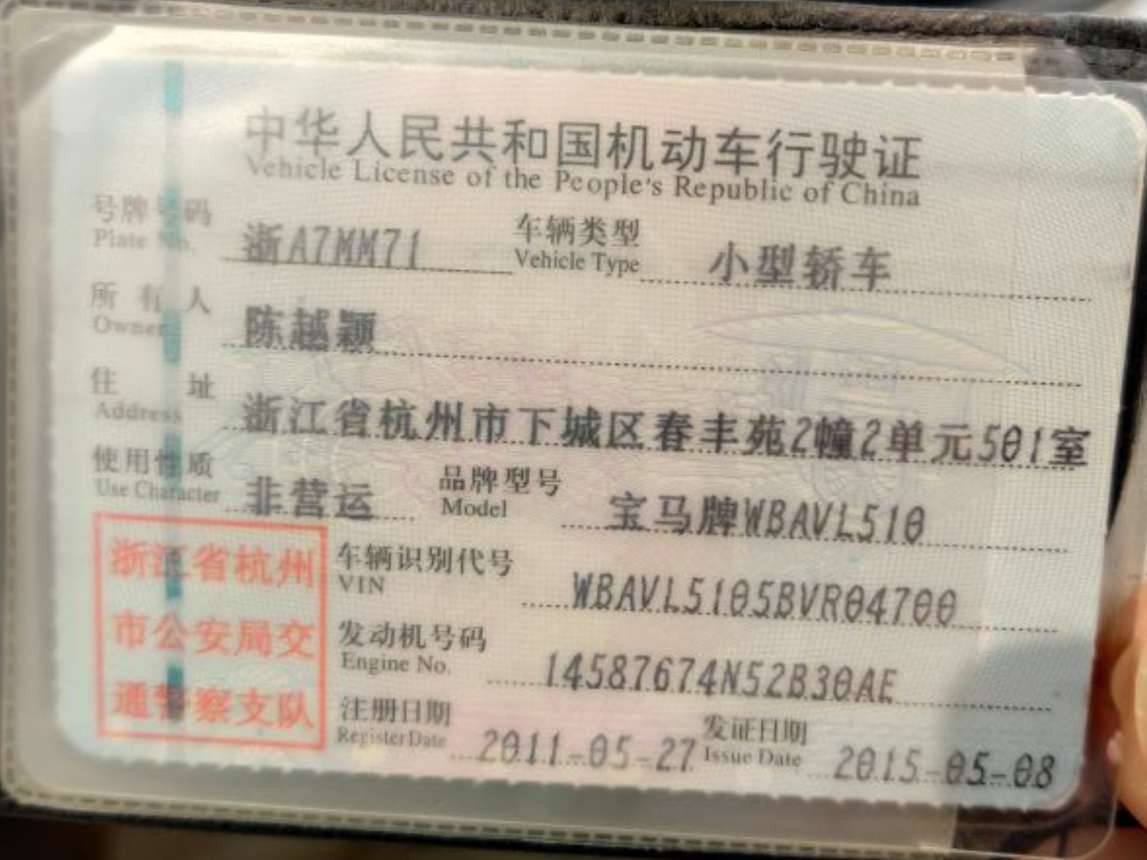 中华人民共和国机动车行驶证
Vehicle License of the People's Republic of China
号牌号码 浙A7MM71 车辆类型 小型轿车
Plate No. Vehicle Type
所有人 陈越颖
Owner
住址 浙江省杭州市下城区春丰苑2幢2单元501室
Address
使用性质 非营运 品牌型号 宝马牌WBAVL510
Use Character Model
浙江省杭州
市公安局交
通警察支队
车辆识别代号 WBAVL5105BVR04700
VIN
发动机号码 14587674N52B30AE
Engine No.
注册日期 2011-05-27 发证日期 2015-05-08
Register Date Issue Date